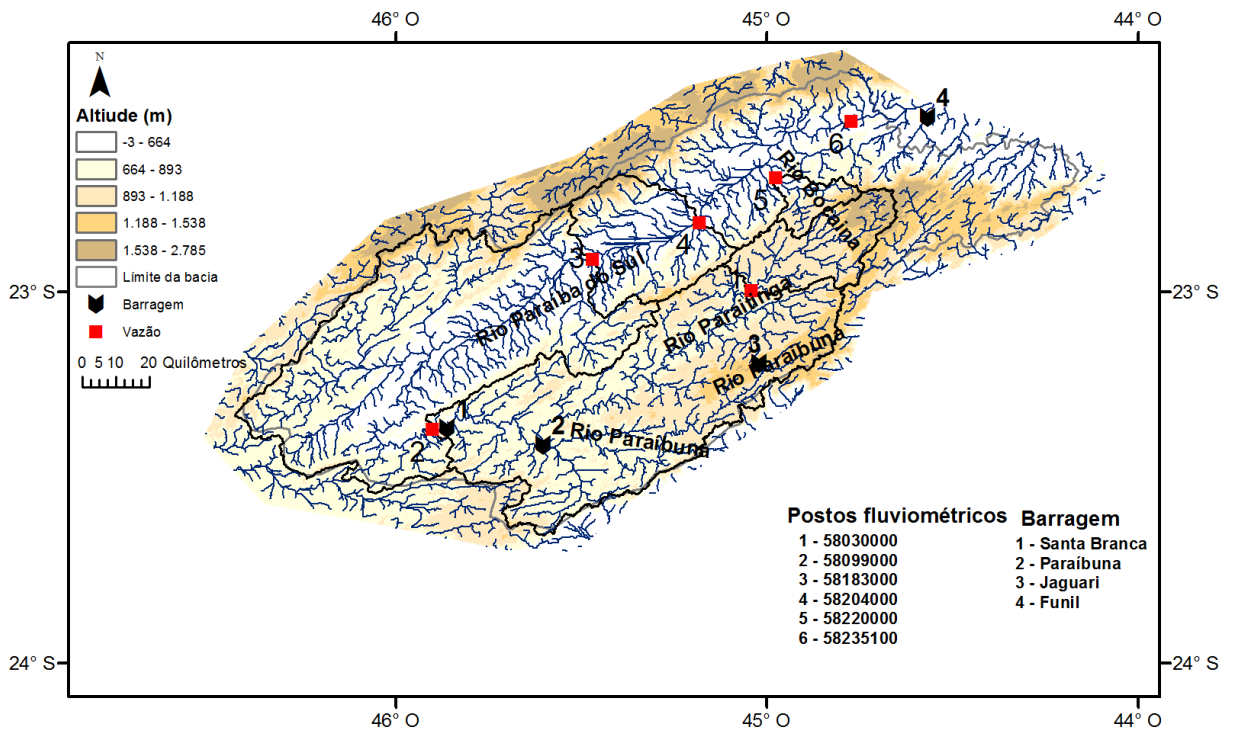 46° O
45° O
44° O
N
Altiude (m)
-3 - 664
664 - 893
893 - 1.188
1.188 - 1.538
1.538 - 2.785
Límite da bacia
Barragem
Vazão
0 5 10 20 Quilômetros
4
6
Rio Bocaina
5
4
3
Rio Paraíba do Sul
1
Rio Paraitinga
3
Rio Paraibuna
1
2
2 Rio Paraíbuna
23° S
23° S
Postos fluviométricos
1 - 58030000
2 - 58099000
3 - 58183000
4 - 58204000
5 - 58220000
6 - 58235100
Barragem
1 - Santa Branca
2 - Paraíbuna
3 - Jaguari
4 - Funil
24° S
24° S
46° O
45° O
44° O